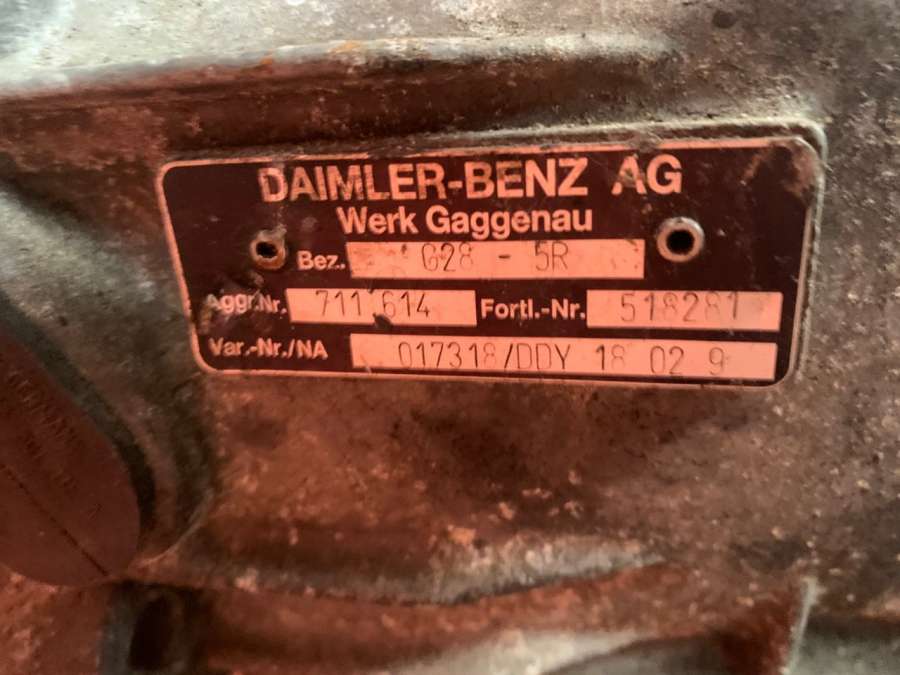 DAIMLER-BENZ AG
Werk Gaggenau
Bez. G28 - 5R
Aggr.Nr. 711 614 Fortl.-Nr. 518281
Var.-Nr./NA 017318/DDY 18 02 9